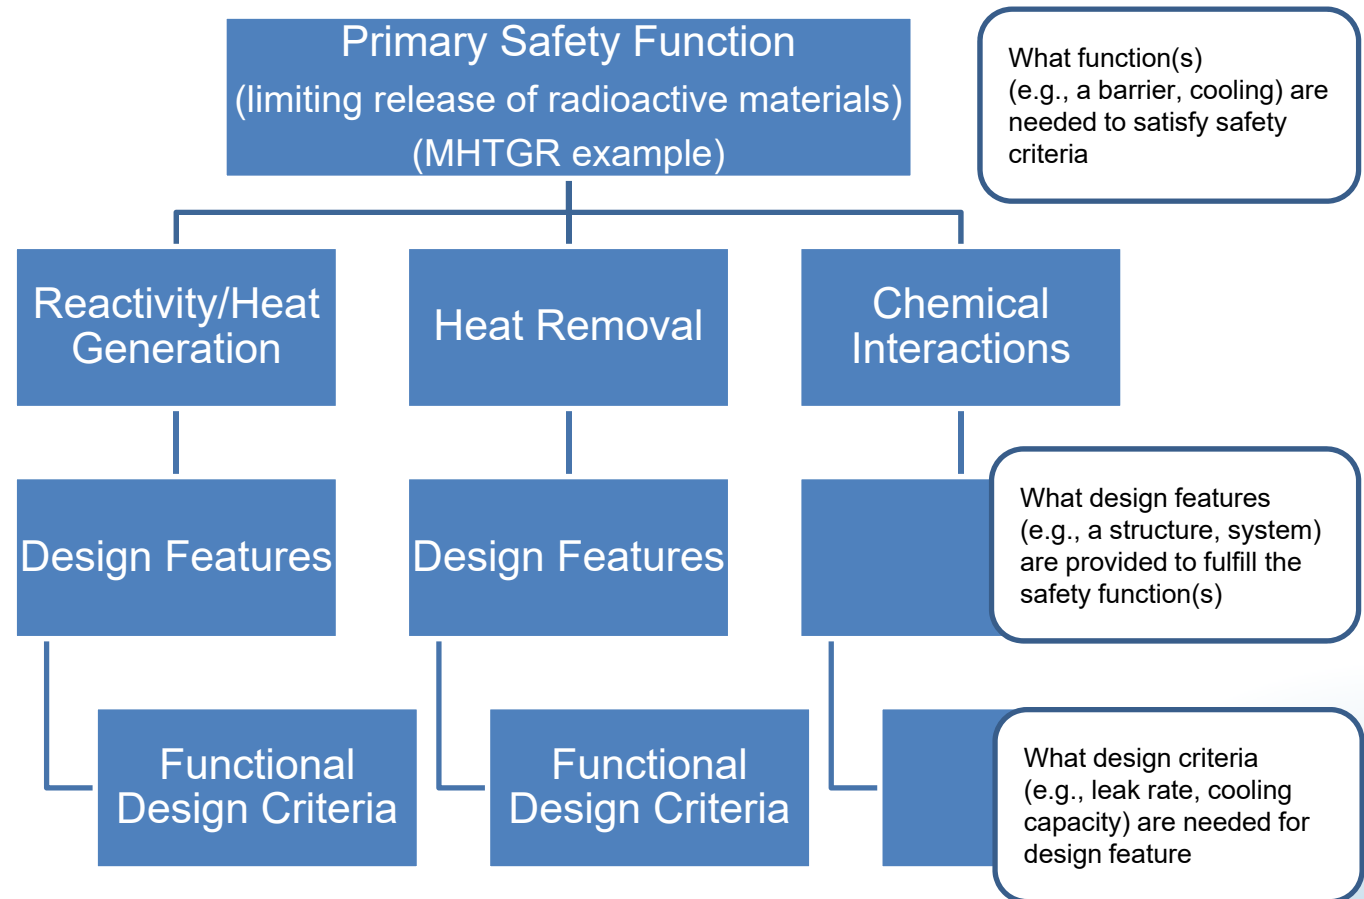 Primary Safety Function
(limiting release of radioactive materials)
(MHTGR example)
What function(s)
(e.g., a barrier, cooling) are
needed to satisfy safety
criteria
Reactivity/Heat
Generation
Heat Removal
Chemical
Interactions
Design Features
Design Features
What design features
(e.g., a structure, system)
are provided to fulfill the
safety function(s)
Functional
Design Criteria
Functional
Design Criteria
What design criteria
(e.g., leak rate, cooling
capacity) are needed for
design feature